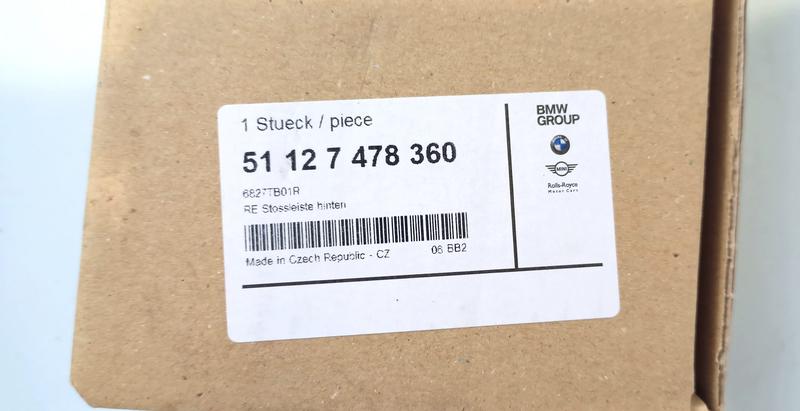 1 Stueck / piece
51 12 7 478 360
6827TB01R
RE Stossleiste hinten
Made in Czech Republic - CZ 06 BB2
BMW
GROUP
MINI
Rolls-Royce
Motor Cars